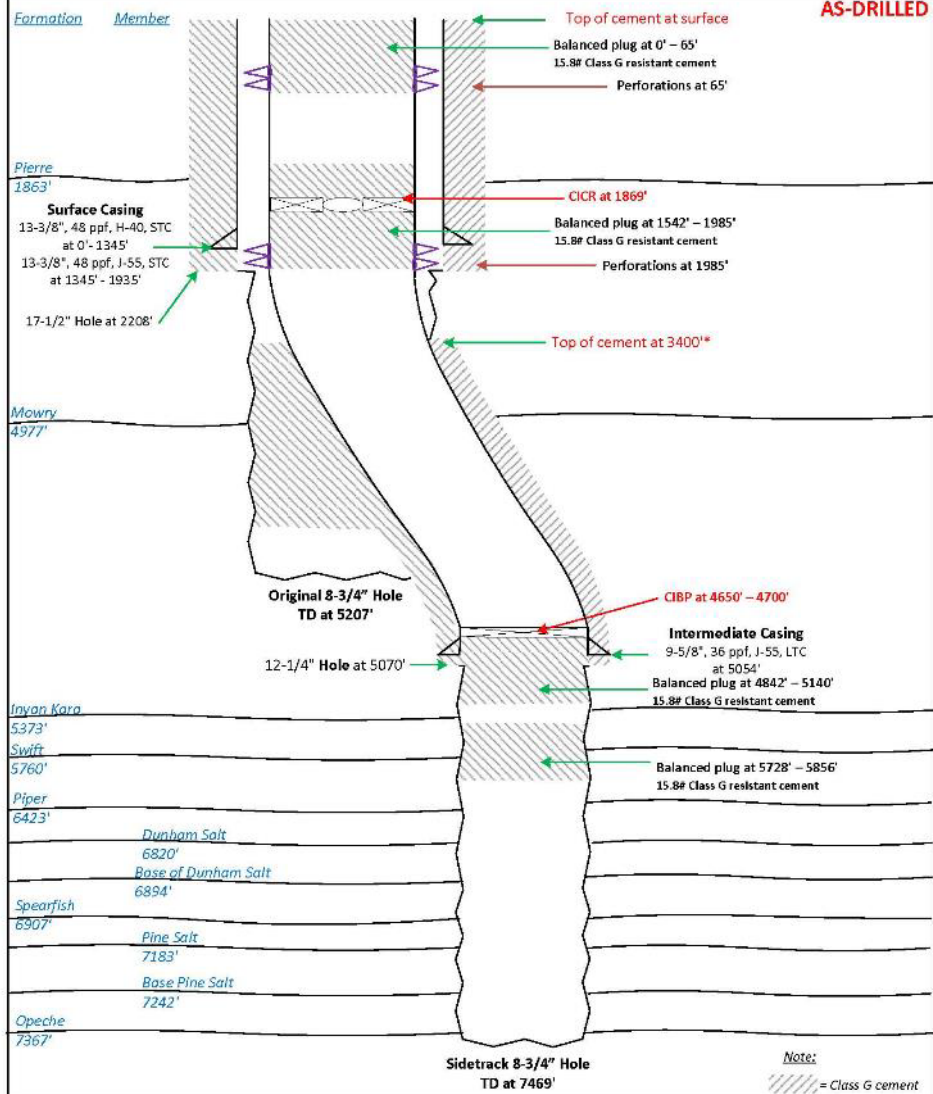 Formation Member
AS-DRILLED
Top of cement at surface
Balanced plug at 0' – 65'
15.8# Class G resistant cement
Perforations at 65'
Pierre
1863'
CICR at 1869'
Surface Casing
13-3/8", 48 ppf, H-40, STC
at 0'- 1345'
13-3/8", 48 ppf, J-55, STC
at 1345' - 1935'
Balanced plug at 1542' – 1985'
15.8# Class G resistant cement
Perforations at 1985'
17-1/2" Hole at 2208'
Top of cement at 3400'*
Mowry
4977'
Original 8-3/4" Hole
TD at 5207'
CIBP at 4650' – 4700'
Intermediate Casing
9-5/8", 36 ppf, J-55, LTC
at 5054'
12-1/4" Hole at 5070'
Balanced plug at 4842' – 5140'
15.8# Class G resistant cement
Inyan Kara
5373'
Swift
5760'
Balanced plug at 5728' – 5856'
15.8# Class G resistant cement
Piper
6423'
Dunham Salt
6820'
Base of Dunham Salt
6894'
Spearfish
6907'
Pine Salt
7183'
Base Pine Salt
7242'
Opeche
7367'
Sidetrack 8-3/4" Hole
TD at 7469'
Note:
= Class G cement